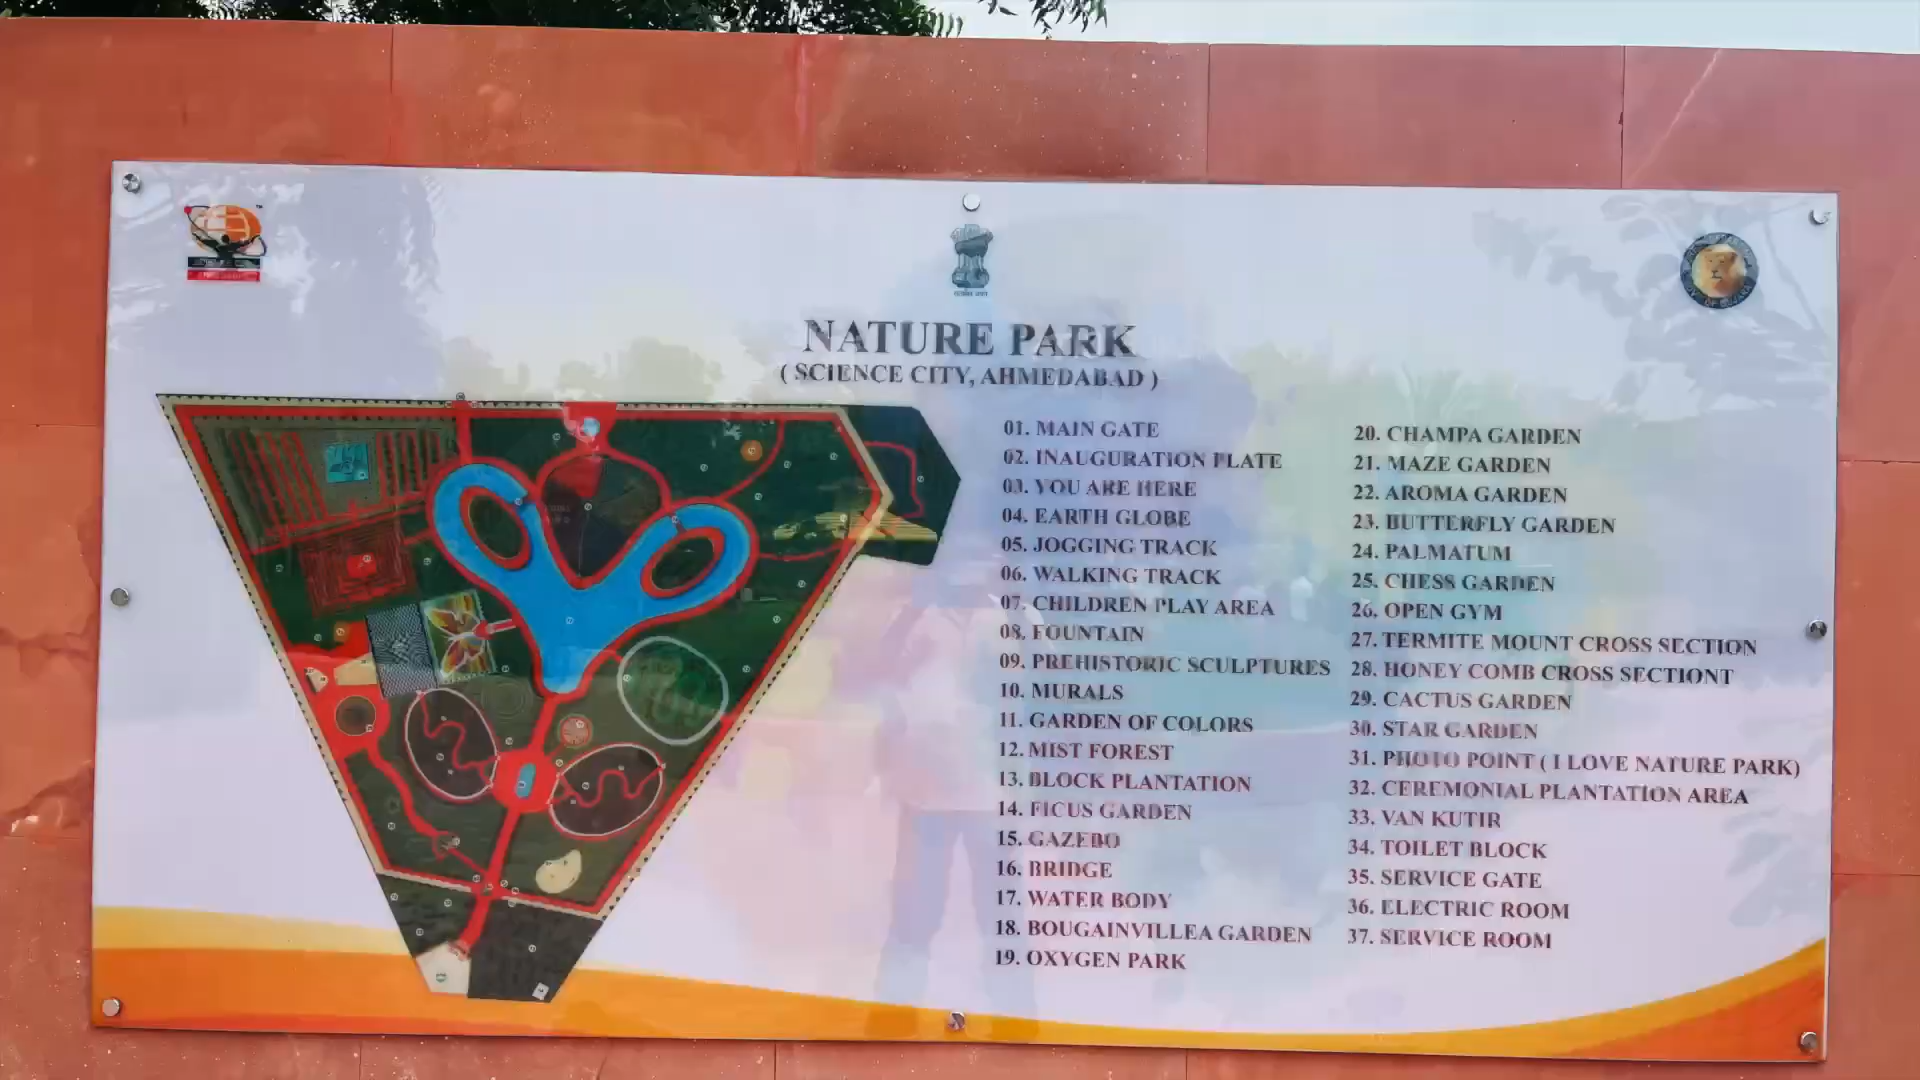 NATURE PARK
( SCIENCE CITY, AHMEDABAD )
01. MAIN GATE
02. INAUGURATION PLATE
03. YOU ARE HERE
04. EARTH GLOBE
05. JOGGING TRACK
06. WALKING TRACK
07. CHILDREN PLAY AREA
08. FOUNTAIN
09. PREHISTORIC SCULPTURES
10. MURALS
11. GARDEN OF COLORS
12. MIST FOREST
13. BLOCK PLANTATION
14. FICUS GARDEN
15. GAZEBO
16. BRIDGE
17. WATER BODY
18. BOUGAINVILLEA GARDEN
19. OXYGEN PARK
20. CHAMPA GARDEN
21. MAZE GARDEN
22. AROMA GARDEN
23. BUTTERFLY GARDEN
24. PALMATUM
25. CHESS GARDEN
26. OPEN GYM
27. TERMITE MOUNT CROSS SECTION
28. HONEY COMB CROSS SECTIONT
29. CACTUS GARDEN
30. STAR GARDEN
31. PHOTO POINT ( I LOVE NATURE PARK)
32. CEREMONIAL PLANTATION AREA
33. VAN KUTIR
34. TOILET BLOCK
35. SERVICE GATE
36. ELECTRIC ROOM
37. SERVICE ROOM